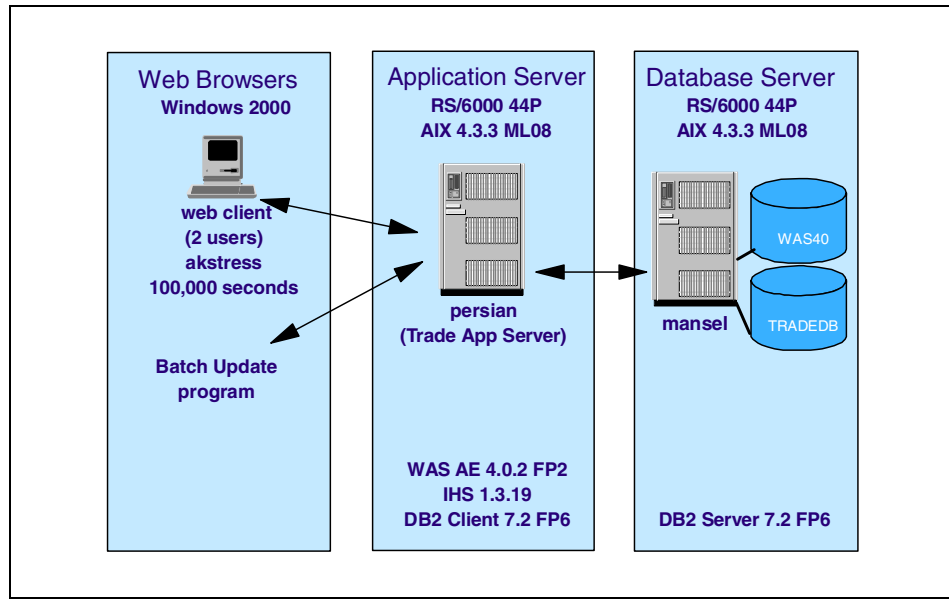 Web Browsers
Windows 2000
web client
(2 users)
akstress
100,000 seconds
Batch Update
program
Application Server
RS/6000 44P
AIX 4.3.3 ML08
persian
(Trade App Server)
WAS AE 4.0.2 FP2
IHS 1.3.19
DB2 Client 7.2 FP6
Database Server
RS/6000 44P
AIX 4.3.3 ML08
WAS40
mansel
TRADEDB
DB2 Server 7.2 FP6